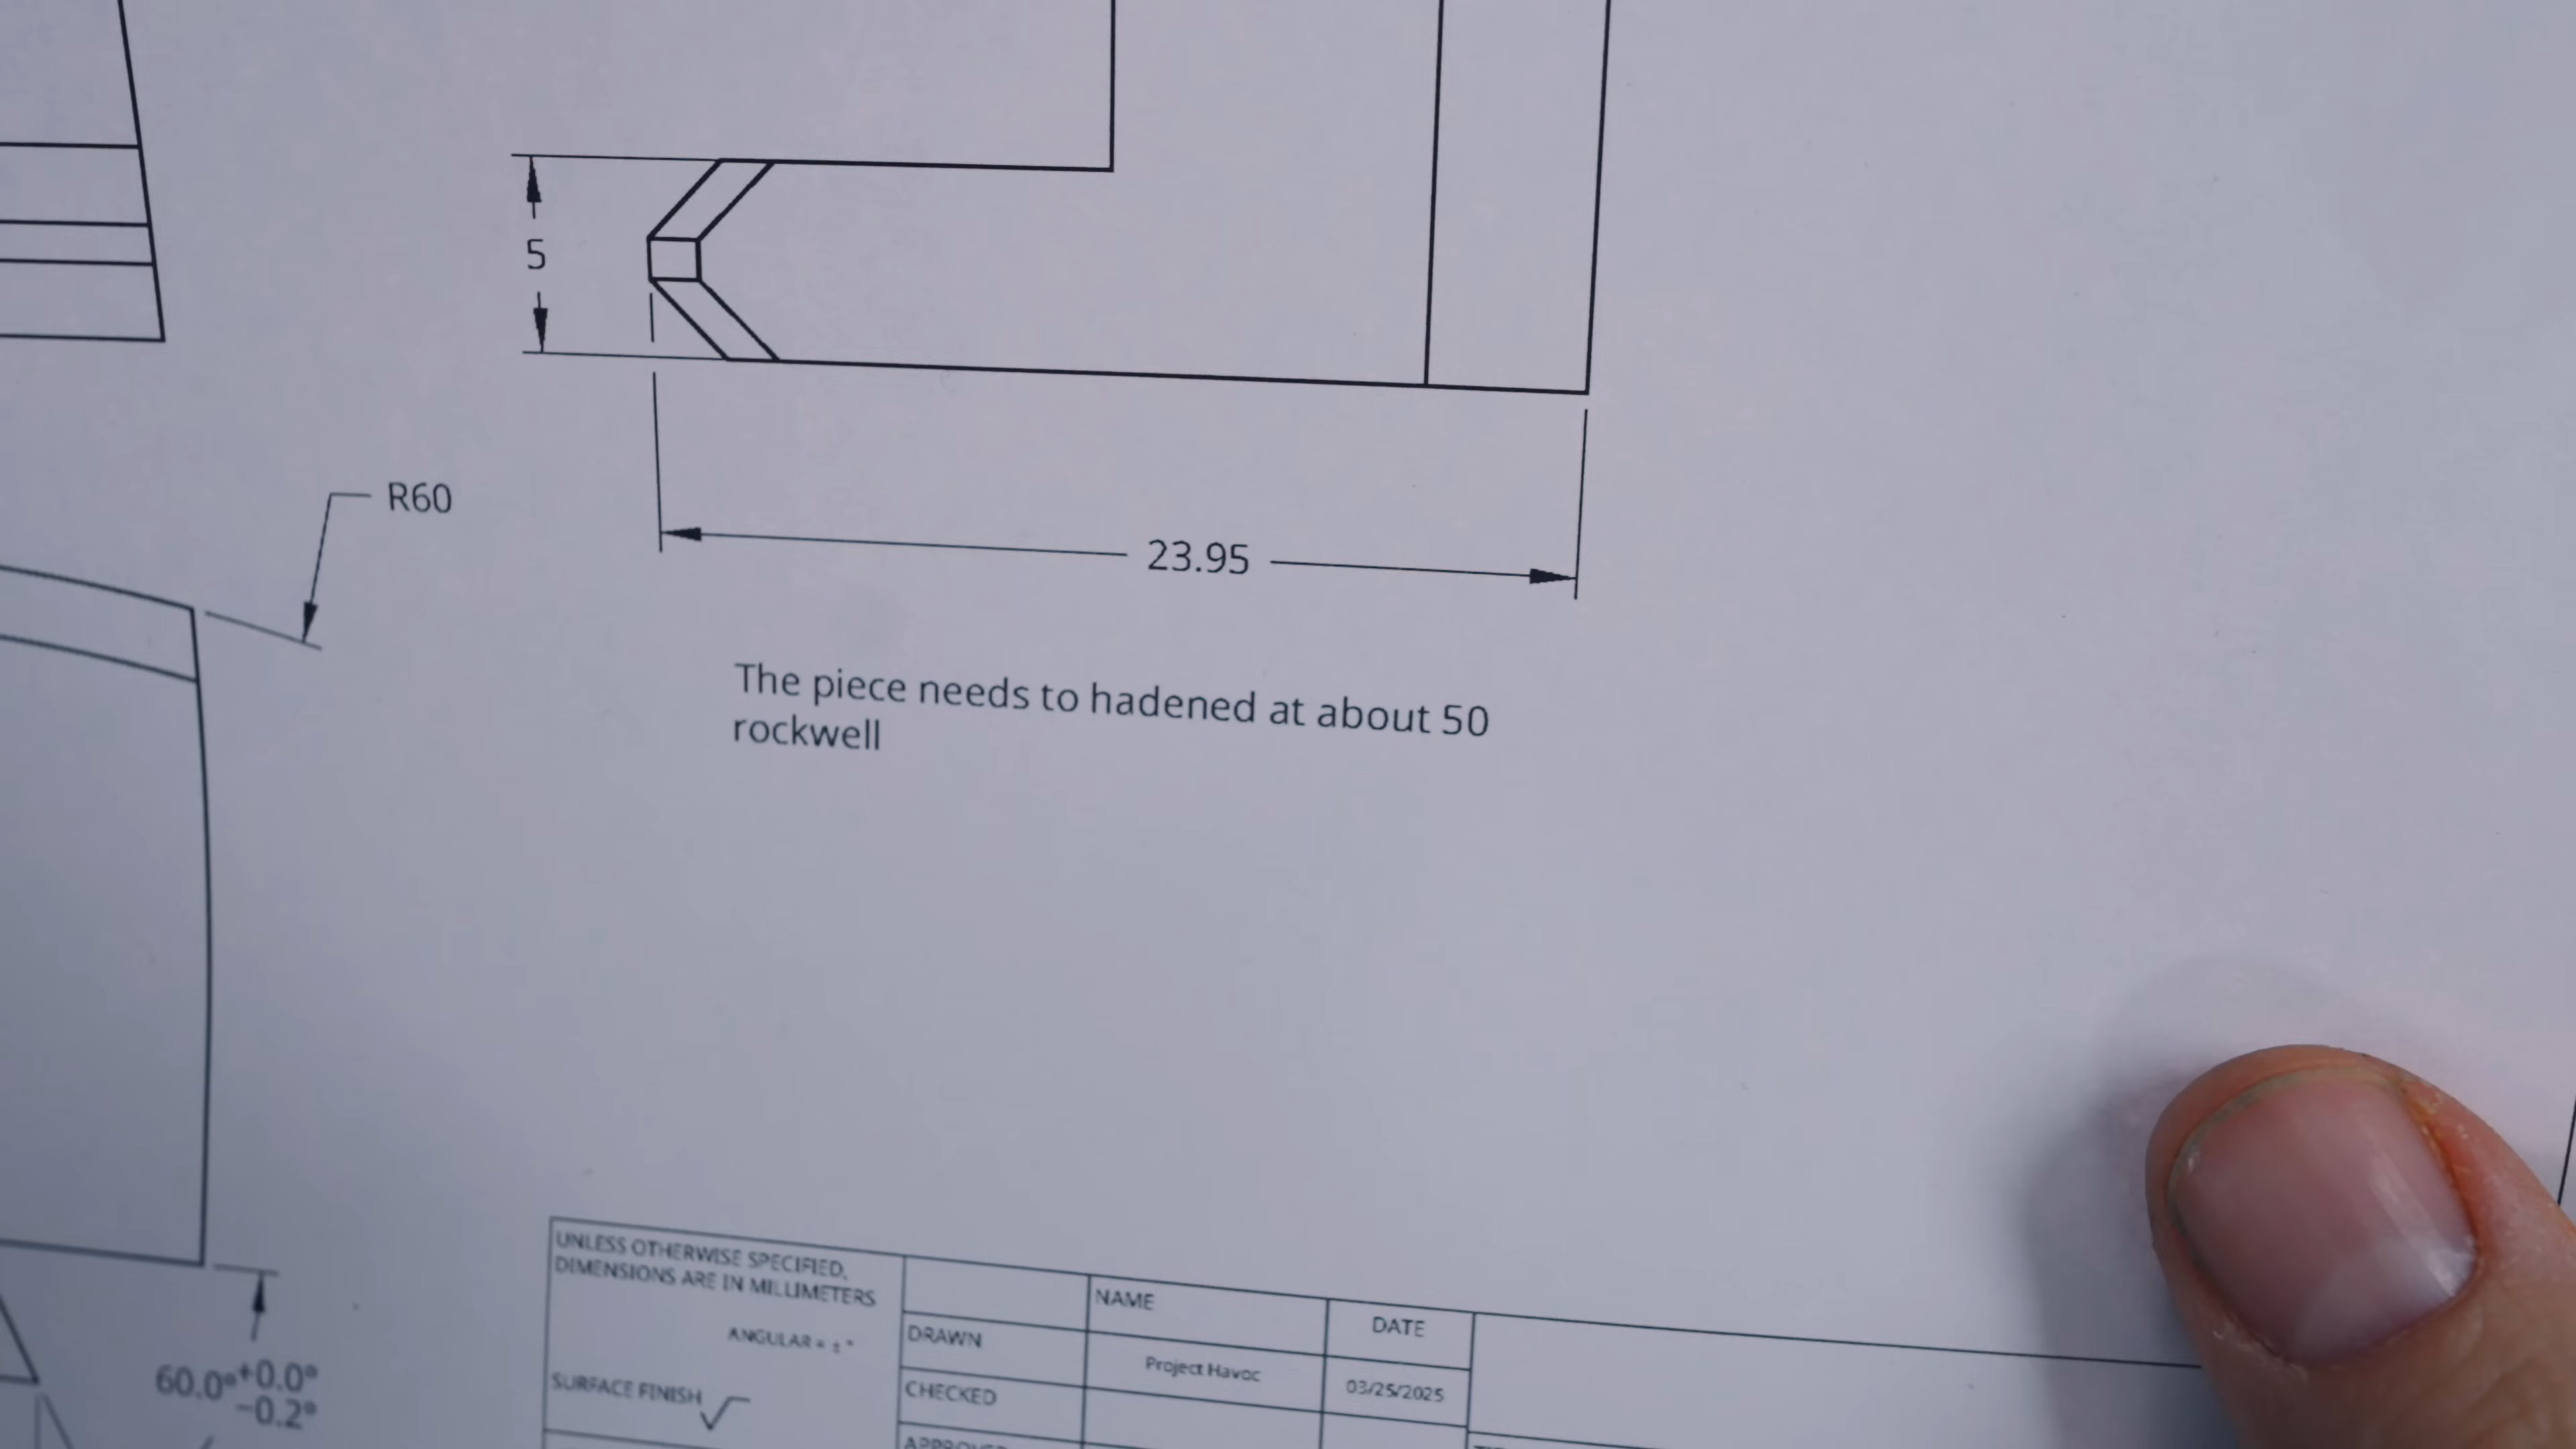 5
R60
23.95
The piece needs to hadened at about 50
rockwell
60.0°+0.0°
−0.2°
UNLESS OTHERWISE SPECIFIED,
DIMENSIONS ARE IN MILLIMETERS
ANGULAR = ± °
SURFACE FINISH
NAME
DATE
DRAWN
Project Havoc
03/25/2025
CHECKED